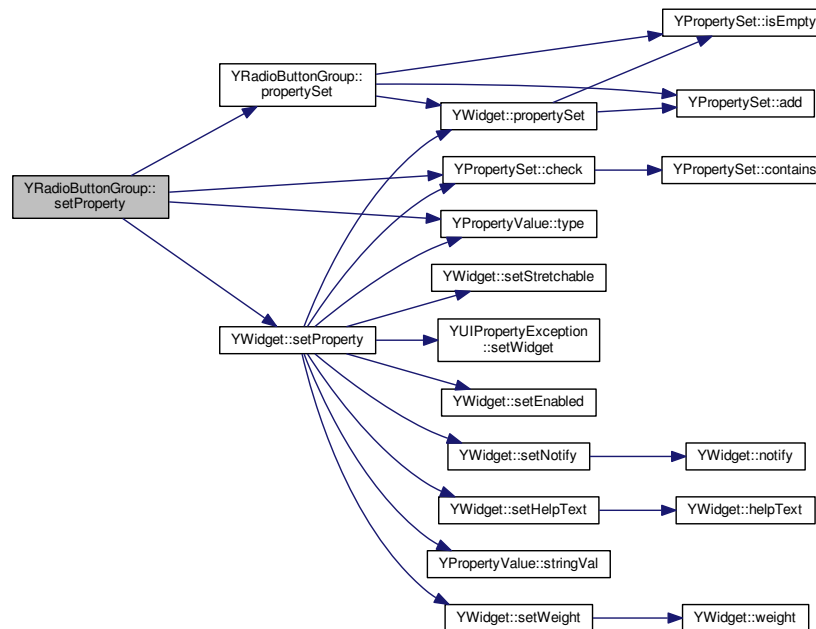 YPropertySet::isEmpty
YRadioButtonGroup::
propertySet
YPropertySet::add
YWidget::propertySet
YPropertySet::check
YPropertySet::contains
YRadioButtonGroup::
setProperty
YPropertyValue::type
YWidget::setStretchable
YWidget::setProperty
YUIPropertyException
::setWidget
YWidget::setEnabled
YWidget::setNotify
YWidget::notify
YWidget::setHelpText
YWidget::helpText
YPropertyValue::stringVal
YWidget::setWeight
YWidget::weight